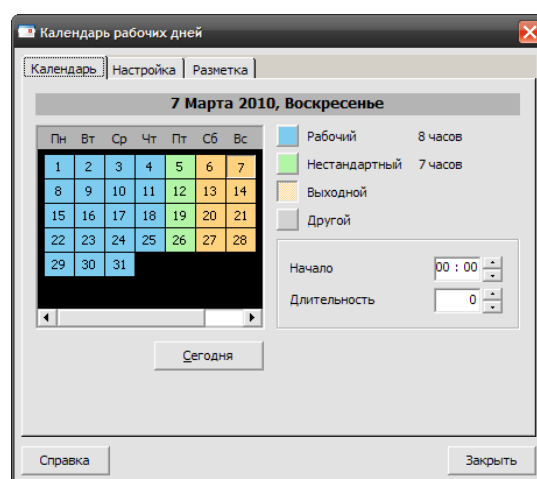 Календарь рабочих дней
Календарь Настройка Разметка
7 Марта 2010, Воскресенье
Пн Вт Ср Чт Пт Сб Вс
1 2 3 4 5 6 7
8 9 10 11 12 13 14
15 16 17 18 19 20 21
22 23 24 25 26 27 28
29 30 31
Рабочий 8 часов
Нестандартный 7 часов
Выходной
Другой
Начало 00 : 00
Длительность 0
Сегодня
Справка Закрыть